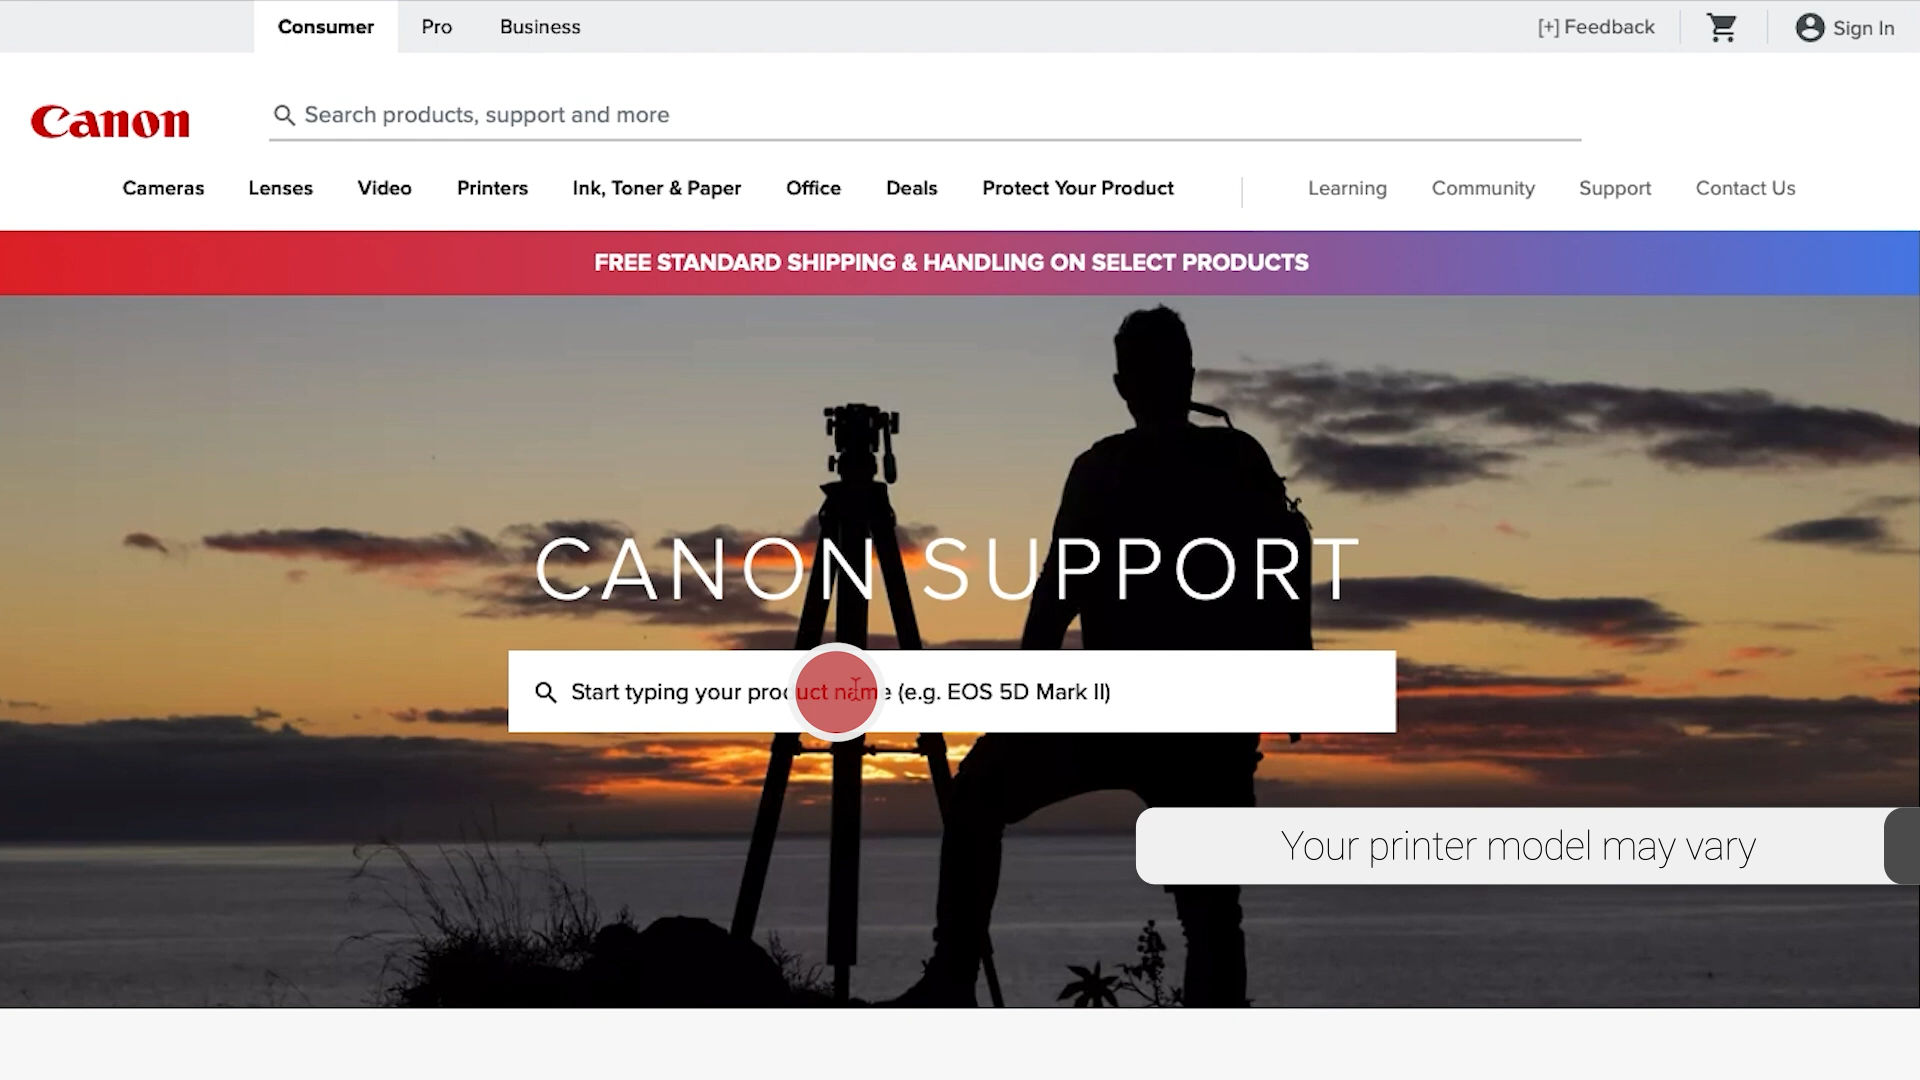 Consumer Pro Business [+] Feedback Sign In
Canon Search products, support and more
Cameras Lenses Video Printers Ink, Toner & Paper Office Deals Protect Your Product Learning Community Support Contact Us
FREE STANDARD SHIPPING & HANDLING ON SELECT PRODUCTS
CANON SUPPORT
Start typing your product name (e.g. EOS 5D Mark II)
Your printer model may vary